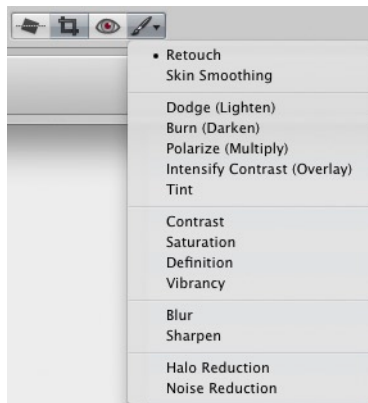 • Retouch
Skin Smoothing
Dodge (Lighten)
Burn (Darken)
Polarize (Multiply)
Intensify Contrast (Overlay)
Tint
Contrast
Saturation
Definition
Vibrancy
Blur
Sharpen
Halo Reduction
Noise Reduction